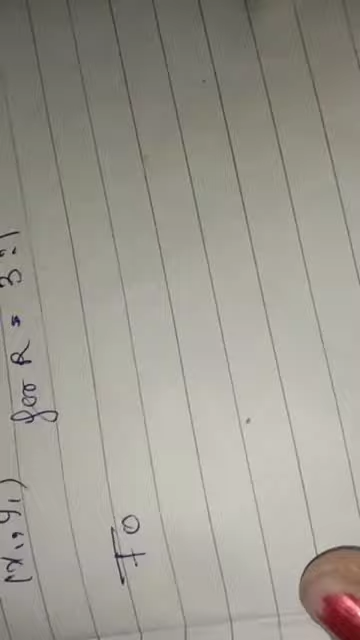 (x₁, y₁) for R = 3:1
To